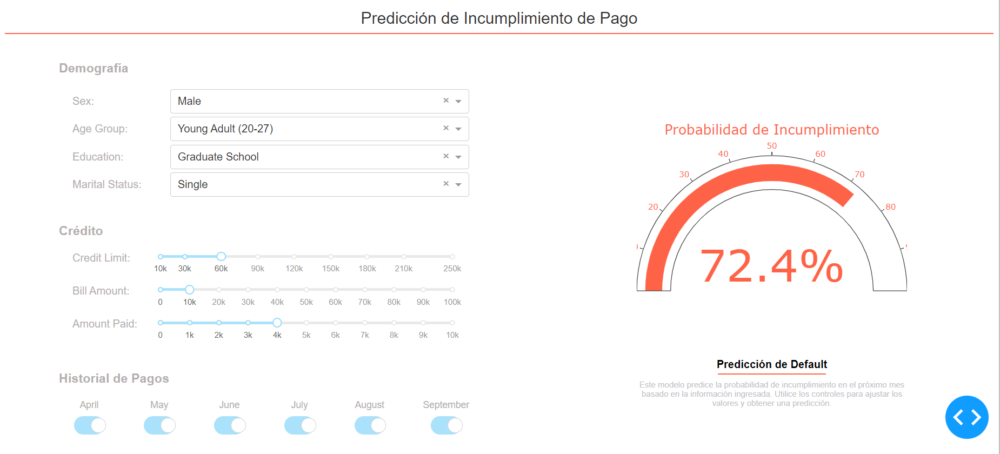 Predicción de Incumplimiento de Pago
Demografía
Sex: Male
Age Group: Young Adult (20-27)
Education: Graduate School
Marital Status: Single
Crédito
Credit Limit:
10k 30k 60k 90k 120k 150k 180k 210k 250k
Bill Amount:
0 10k 20k 30k 40k 50k 60k 70k 80k 90k 100k
Amount Paid:
0 1k 2k 3k 4k 5k 6k 7k 8k 9k 10k
Historial de Pagos
April May June July August September
Probabilidad de Incumplimiento
20 30 40 50 60 70 80
72.4%
Predicción de Default
Este modelo predice la probabilidad de incumplimiento en el próximo mes
basado en la información ingresada. Utilice los controles para ajustar los
valores y obtener una predicción.